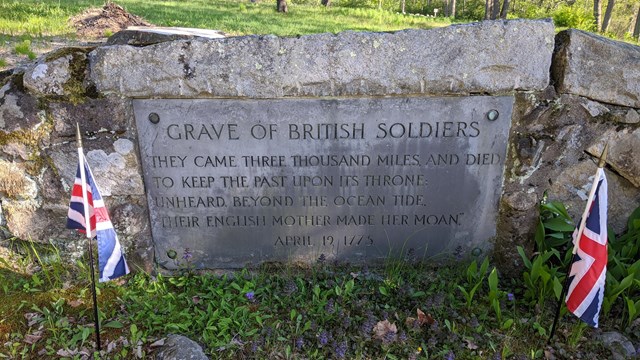 GRAVE OF BRITISH SOLDIERS
"THEY CAME THREE THOUSAND MILES, AND DIED,
TO KEEP THE PAST UPON ITS THRONE:
UNHEARD, BEYOND THE OCEAN TIDE,
THEIR ENGLISH MOTHER MADE HER MOAN."
APRIL 19, 1775